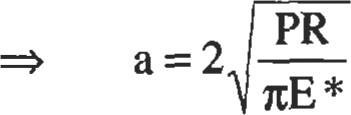 ⇒ a = 2√(PR / πE*)